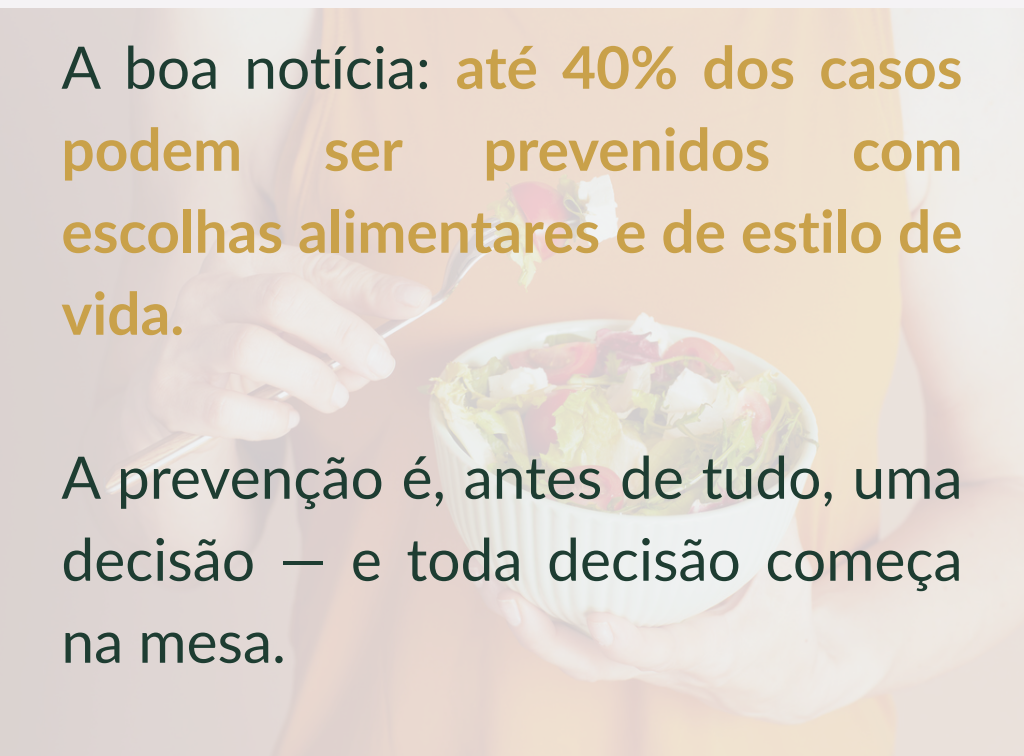 A boa notícia: até 40% dos casos
podem ser prevenidos com
escolhas alimentares e de estilo de
vida.
A prevenção é, antes de tudo, uma
decisão — e toda decisão começa
na mesa.